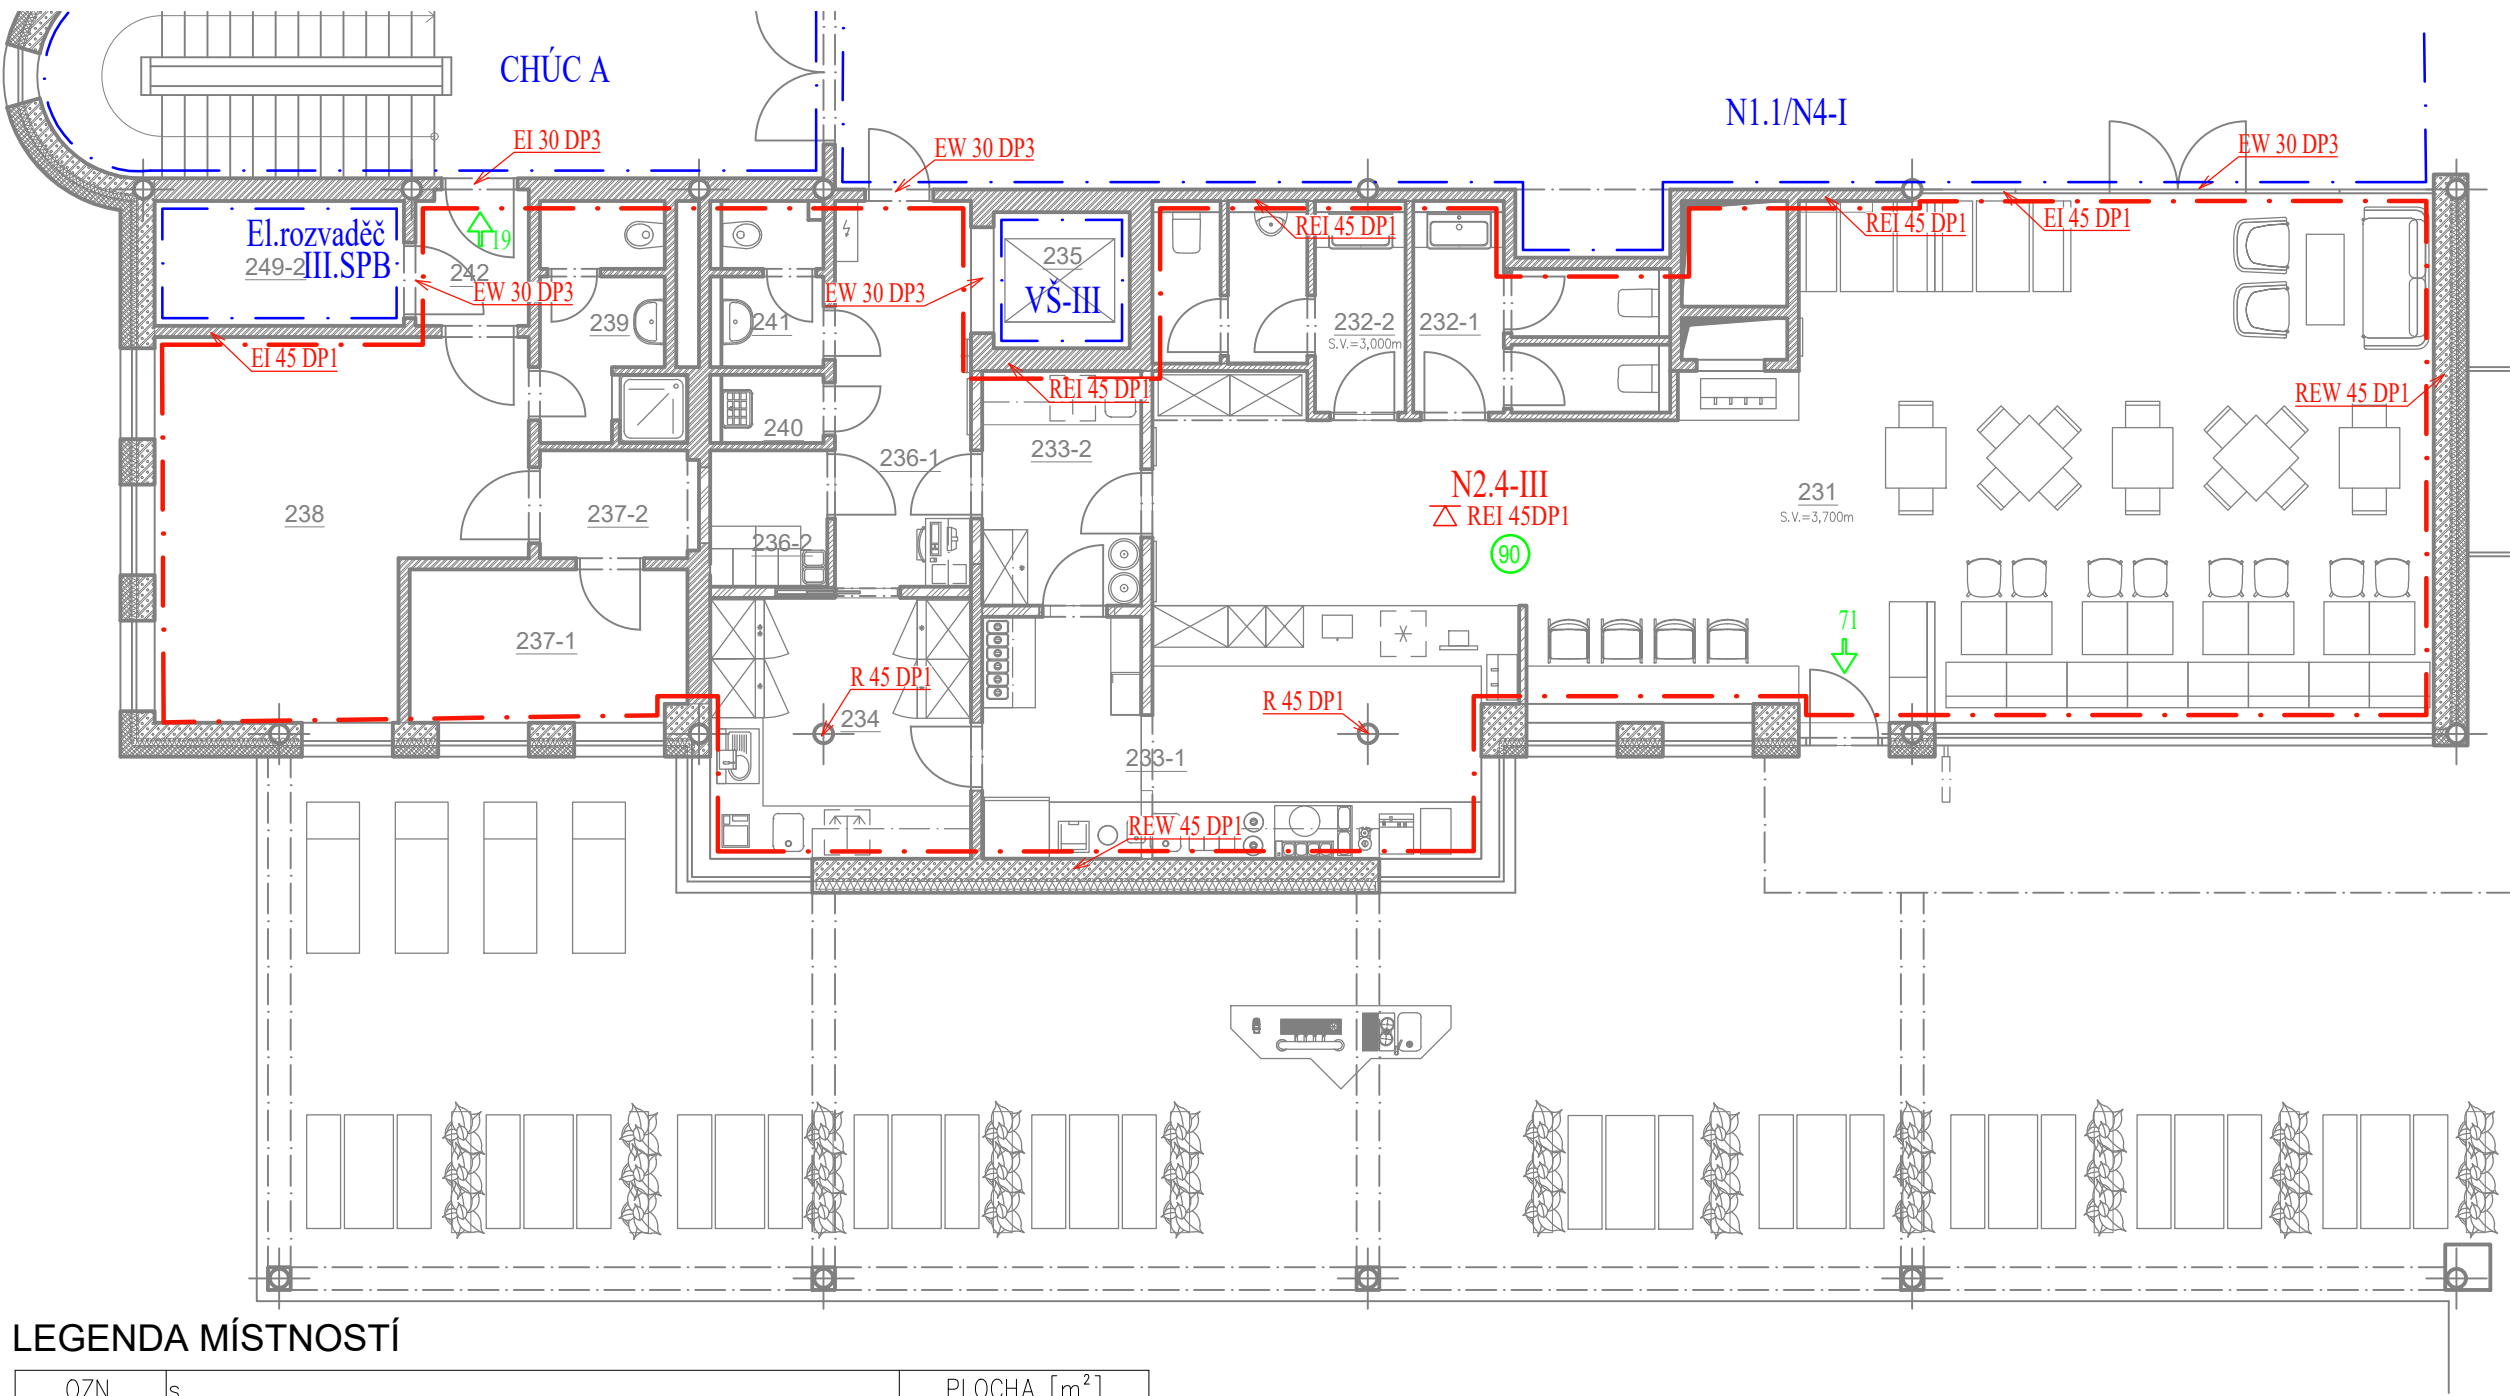 CHÚC A
N1.1/N4-I
EI 30 DP3
EW 30 DP3
EW 30 DP3
El.rozvaděč
III.SPB
249-2
19
242
EW 30 DP3
EI 45 DP1
239
241
EW 30 DP3
235
VŠ-III
REI 45 DP1
REI 45 DP1
EI 45 DP1
232-2
S.V.=3,000m
232-1
REI 45 DP1
REW 45 DP1
240
236-1
233-2
N2.4-III
REI 45DP1
90
231
S.V.=3,700m
238
237-2
236-2
237-1
71
R 45 DP1
234
R 45 DP1
233-1
REW 45 DP1
LEGENDA MÍSTNOSTÍ
OZN.
S
PLOCHA [m²]